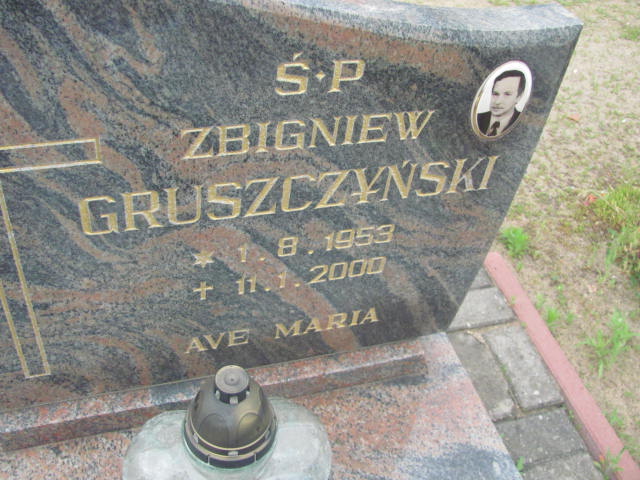 Ś·P
ZBIGNIEW
GRUSZCZYŃSKI
* 1.8.1953
+ 11.1.2000
AVE MARIA